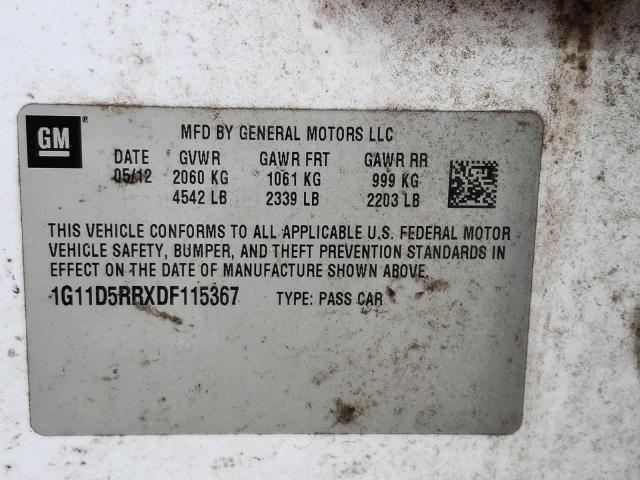 GM®
MFD BY GENERAL MOTORS LLC
DATE GVWR GAWR FRT GAWR RR
05/12 2060 KG 1061 KG 999 KG
4542 LB 2339 LB 2203 LB
THIS VEHICLE CONFORMS TO ALL APPLICABLE U.S. FEDERAL MOTOR
VEHICLE SAFETY, BUMPER, AND THEFT PREVENTION STANDARDS IN
EFFECT ON THE DATE OF MANUFACTURE SHOWN ABOVE.
1G11D5RRXDF115367 TYPE: PASS CAR